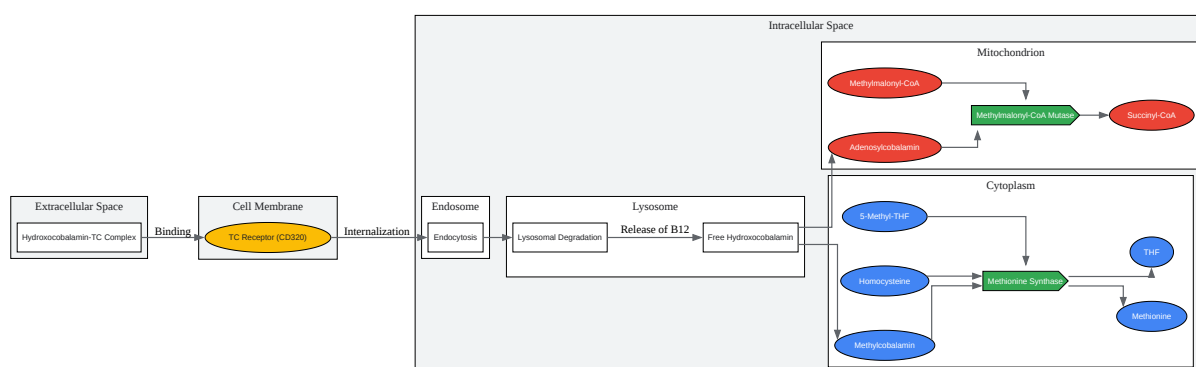 Intracellular Space
Mitochondrion
Methylmalonyl-CoA
Methylmalonyl-CoA Mutase
Succinyl-CoA
Adenosylcobalamin
Extracellular Space
Hydroxocobalamin-TC Complex
Binding
Cell Membrane
TC Receptor (CD320)
Internalization
Endosome
Endocytosis
Lysosome
Lysosomal Degradation
Release of B12
Free Hydroxocobalamin
Cytoplasm
5-Methyl-THF
THF
Homocysteine
Methionine Synthase
Methionine
Methylcobalamin